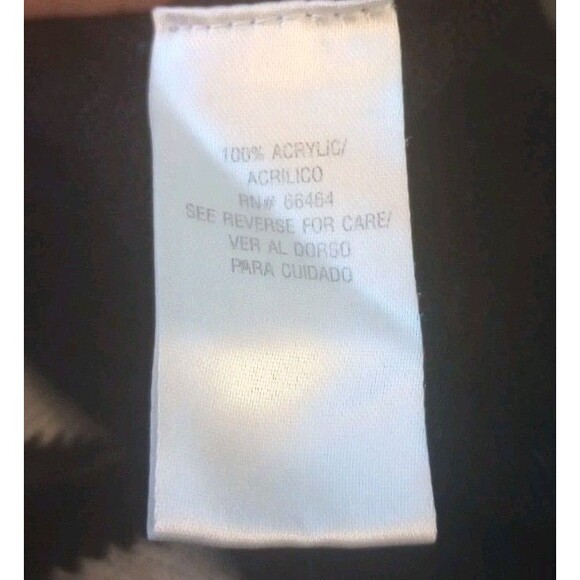 100% ACRYLIC/
ACRILICO
RN# 66464
SEE REVERSE FOR CARE/
VER AL DORSO
PARA CUIDADO